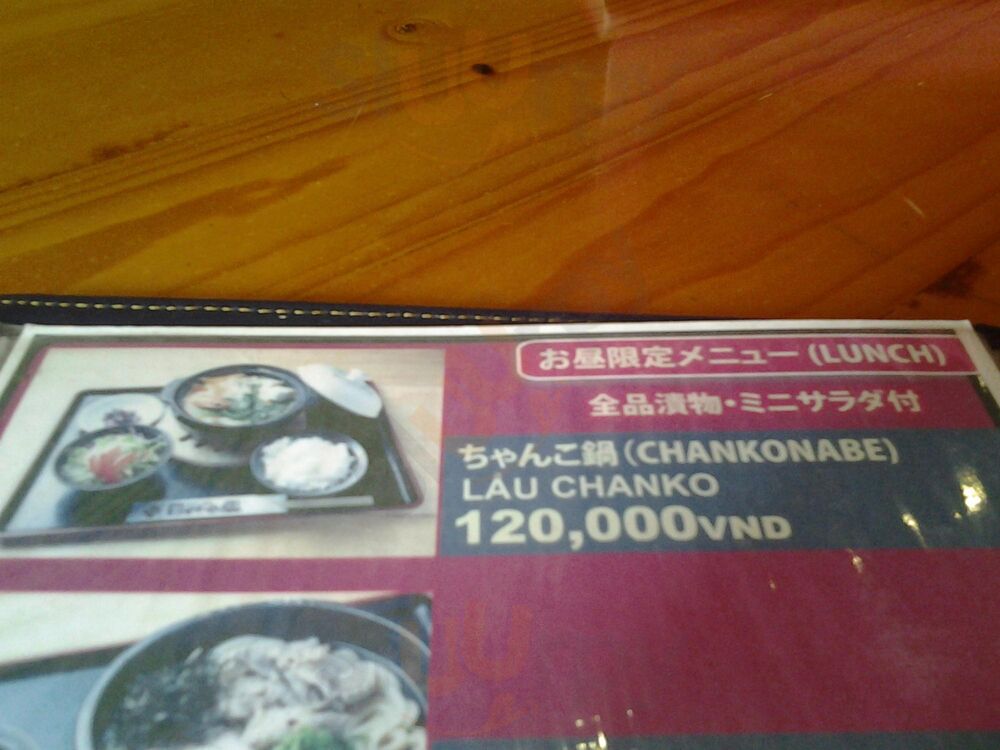 お昼限定メニュー(LUNCH)
全品漬物・ミニサラダ付
ちゃんこ鍋(CHANKONABE)
LẨU CHANKO
120,000VND